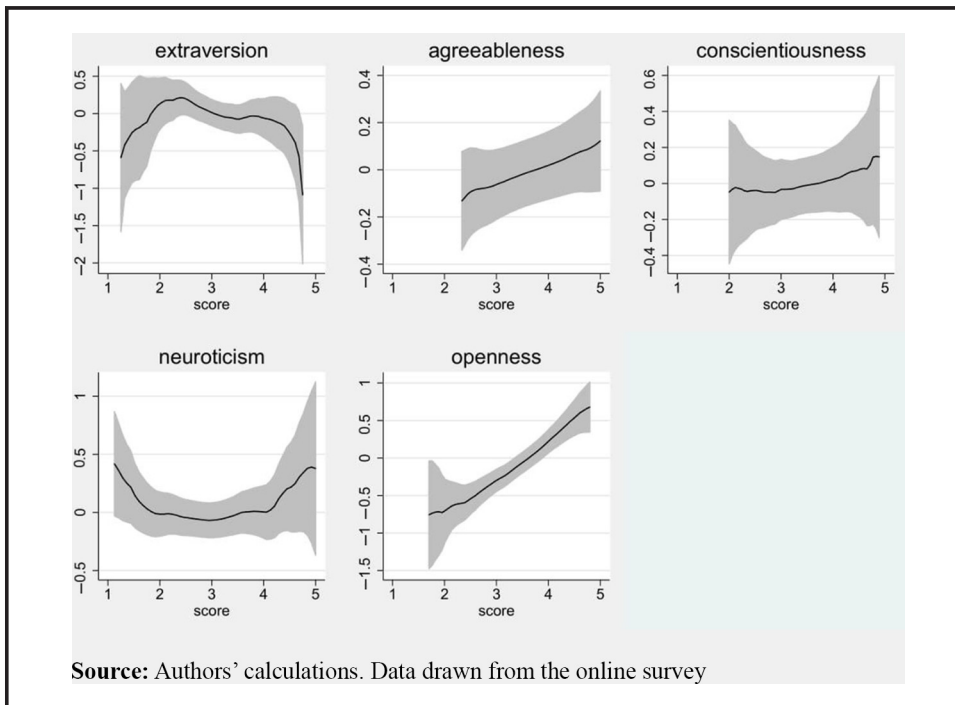 extraversion
0.5
0
−0.5
−1
−1.5
−2
1 2 3 4 5
score
agreeableness
0.4
0.2
0
−0.2
−0.4
1 2 3 4 5
score
conscientiousness
0.6
0.4
0.2
0
−0.2
−0.4
1 2 3 4 5
score
neuroticism
1
0.5
0
−0.5
1 2 3 4 5
score
openness
1
0.5
0
−0.5
−1
−1.5
1 2 3 4 5
score
Source: Authors’ calculations. Data drawn from the online survey